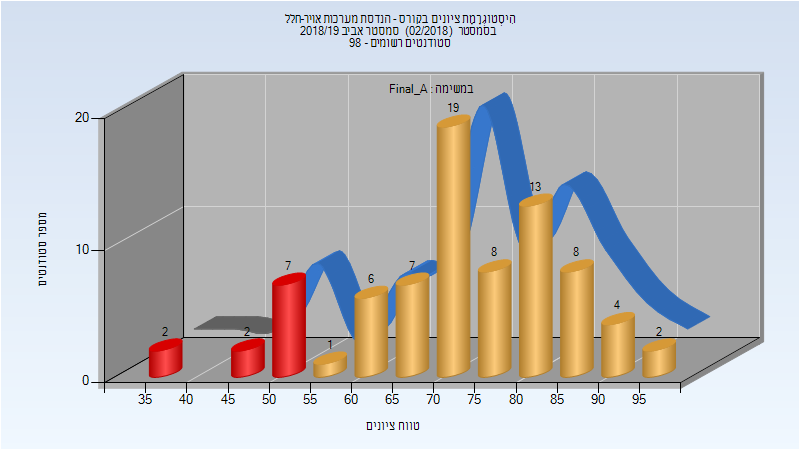 היסטוגרמת ציונים בקורס - הנדסת מערכות אויר-חלל
בסמסטר (02/2018) סמסטר אביב 2018/19
סטודנטים רשומים - 98
במשימה : Final_A
מספר סטודנטים
20
10
0
2
2
7
1
6
7
19
8
13
8
4
2
35 40 45 50 55 60 65 70 75 80 85 90 95
טווח ציונים